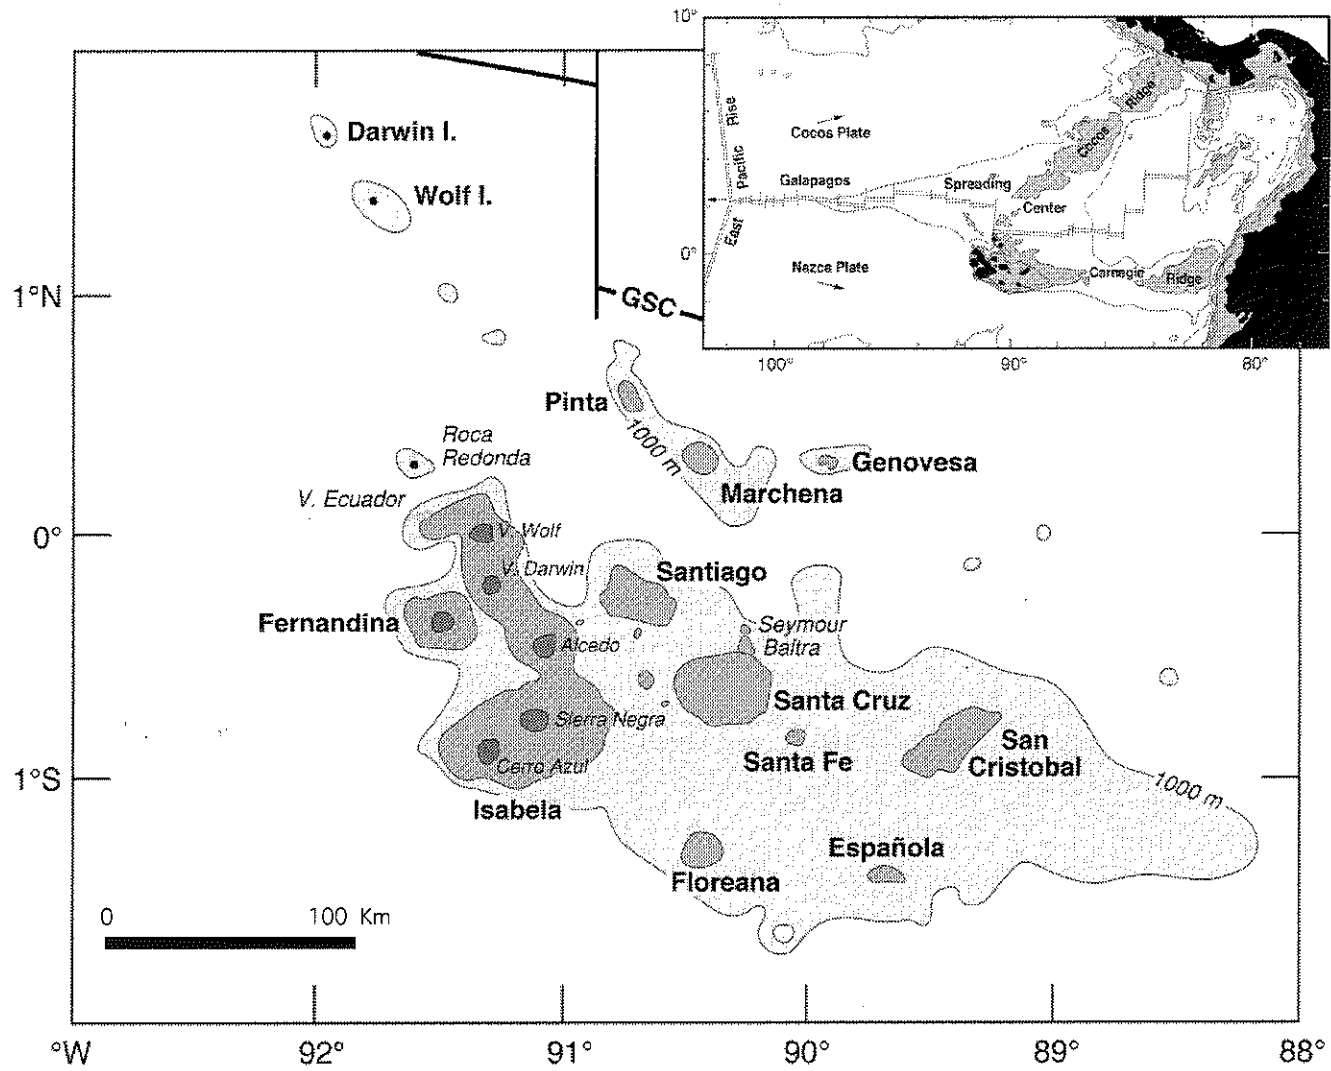 10°
Rise
Pacific
East
Cocos Plate
Galapagos
Spreading
Center
Cocos
Ridge
0°
Nazca Plate
Carnegie
Ridge
100°
90°
80°
Darwin I.
Wolf I.
1°N
GSC
Pinta
1000 m
Roca
Redonda
Genovesa
Marchena
V. Ecuador
0°
V. Wolf
V. Darwin
Santiago
Fernandina
Seymour
Baltra
Alcedo
Santa Cruz
Sierra Negra
San
Cristobal
Santa Fe
Cerro Azul
1°S
1000 m
Isabela
Española
Floreana
0
100 Km
°W
92°
91°
90°
89°
88°